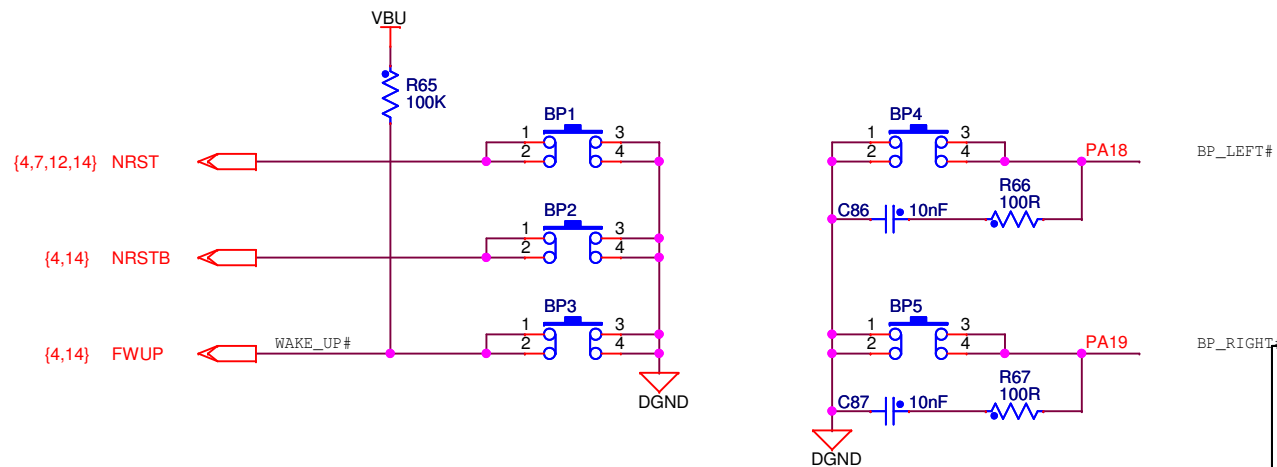 VBU
R65
100K
BP1
1 3
2 4
{4,7,12,14} NRST
BP2
1 3
2 4
{4,14} NRSTB
BP3
1 3
2 4
{4,14} FWUP WAKE_UP#
DGND
BP4
1 3
2 4
PA18 BP_LEFT#
R66
100R
C86 10nF
BP5
1 3
2 4
PA19 BP_RIGHT
R67
100R
C87 10nF
DGND